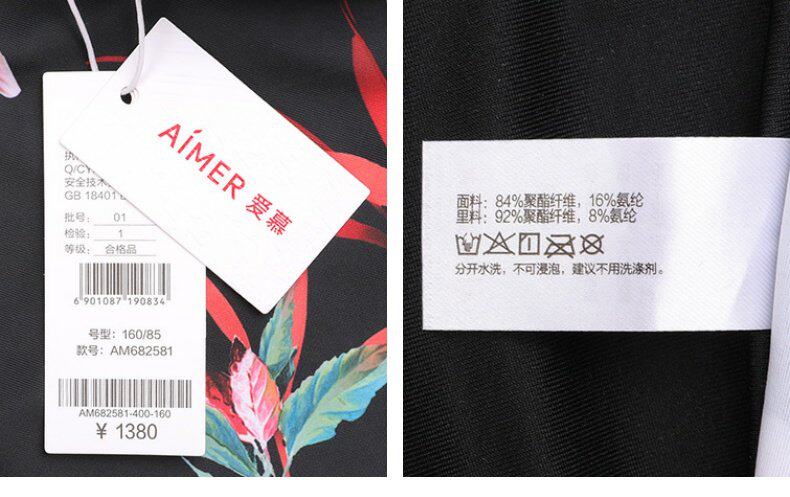 AiMER 爱慕
Q/CY
安全技术
GB 18401
批号: 01
检验: 1
等级: 合格品
6 901087 190834
号型: 160/85
款号: AM682581
AM682581-400-160
¥ 1380
面料: 84%聚酯纤维, 16%氨纶
里料: 92%聚酯纤维, 8%氨纶
分开水洗, 不可浸泡, 建议不用洗涤剂。